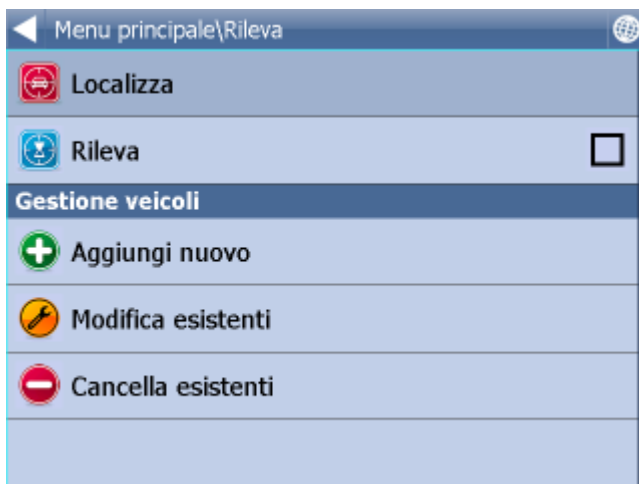 Menu principale\Rileva
Localizza
Rileva
Gestione veicoli
Aggiungi nuovo
Modifica esistenti
Cancella esistenti